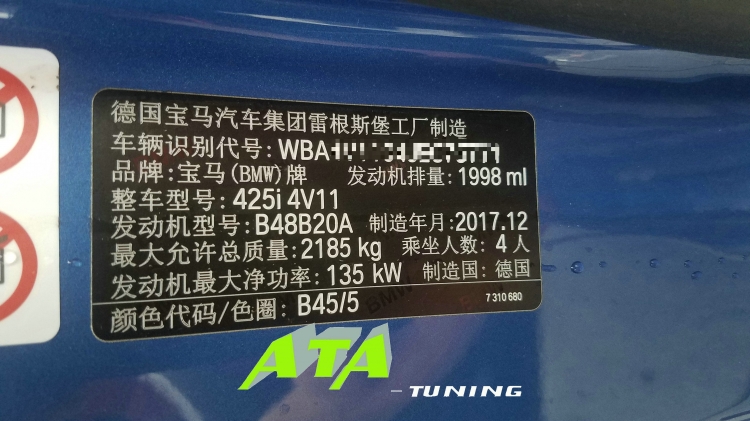 德国宝马汽车集团雷根斯堡工厂制造
车辆识别代号: WBA
品牌: 宝马(BMW)牌 发动机排量: 1998 ml
整车型号: 425i 4V11
发动机型号: B48B20A 制造年月: 2017.12
最大允许总质量: 2185 kg 乘坐人数: 4 人
发动机最大净功率: 135 kW 制造国: 德国
颜色代码/色圈: B45/5 7 310 680
BMW
ATA
- TUNING